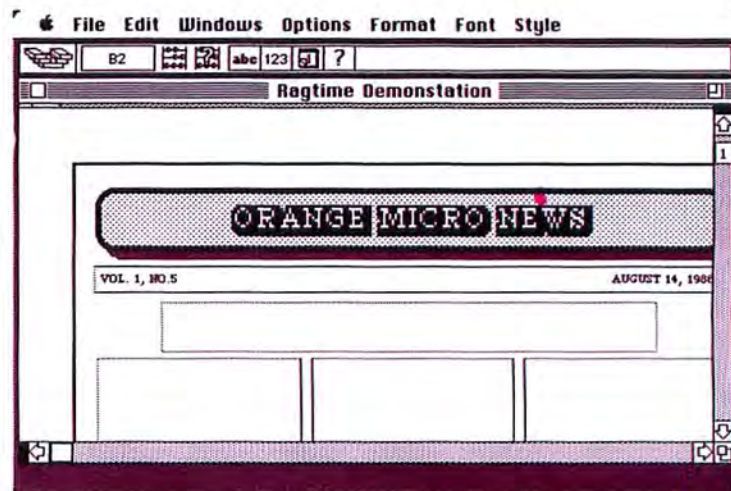 File Edit Windows Options Format Font Style
B2 abc 123 ?
Ragtime Demonstation
1
ORANGE MICRO NEWS
VOL. 1, NO.5 AUGUST 14, 1986